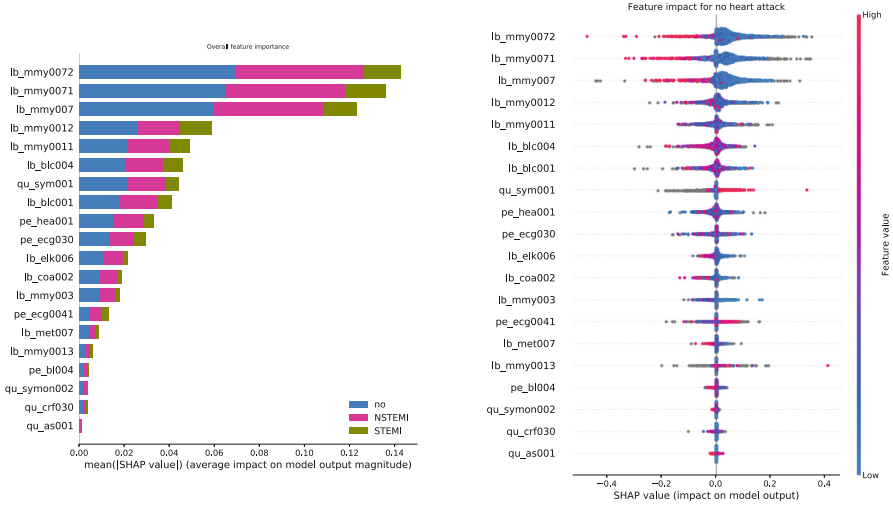 Overall feature importance
lb_mmy0072
lb_mmy0071
lb_mmy007
lb_mmy0012
lb_mmy0011
lb_blc004
qu_sym001
lb_blc001
pe_hea001
pe_ecg030
lb_elk006
lb_coa002
lb_mmy003
pe_ecg0041
lb_met007
lb_mmy0013
pe_bl004
qu_symon002
qu_crf030
qu_as001
no
NSTEMI
STEMI
0.00 0.02 0.04 0.06 0.08 0.10 0.12 0.14
mean(|SHAP value|) (average impact on model output magnitude)
Feature impact for no heart attack
lb_mmy0072
lb_mmy0071
lb_mmy007
lb_mmy0012
lb_mmy0011
lb_blc004
lb_blc001
qu_sym001
pe_hea001
pe_ecg030
lb_elk006
lb_coa002
lb_mmy003
pe_ecg0041
lb_met007
lb_mmy0013
pe_bl004
qu_symon002
qu_crf030
qu_as001
−0.4 −0.2 0.0 0.2 0.4
SHAP value (impact on model output)
High
Feature value
Low